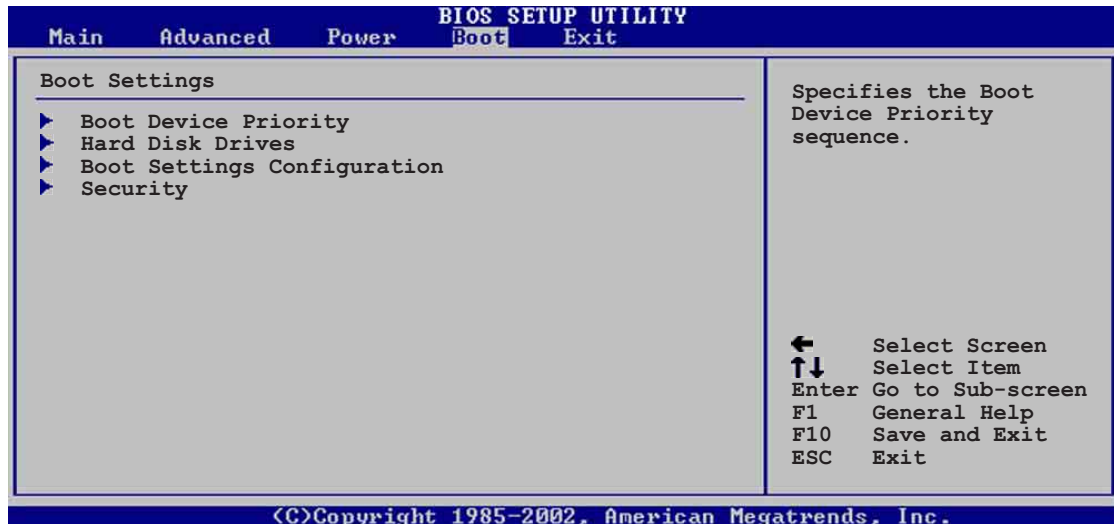 BIOS SETUP UTILITY
Main Advanced Power Boot Exit
Boot Settings
Boot Device Priority
Hard Disk Drives
Boot Settings Configuration
Security
Specifies the Boot
Device Priority
sequence.
← Select Screen
↑↓ Select Item
Enter Go to Sub-screen
F1 General Help
F10 Save and Exit
ESC Exit
(C)Copyright 1985-2002, American Megatrends, Inc.